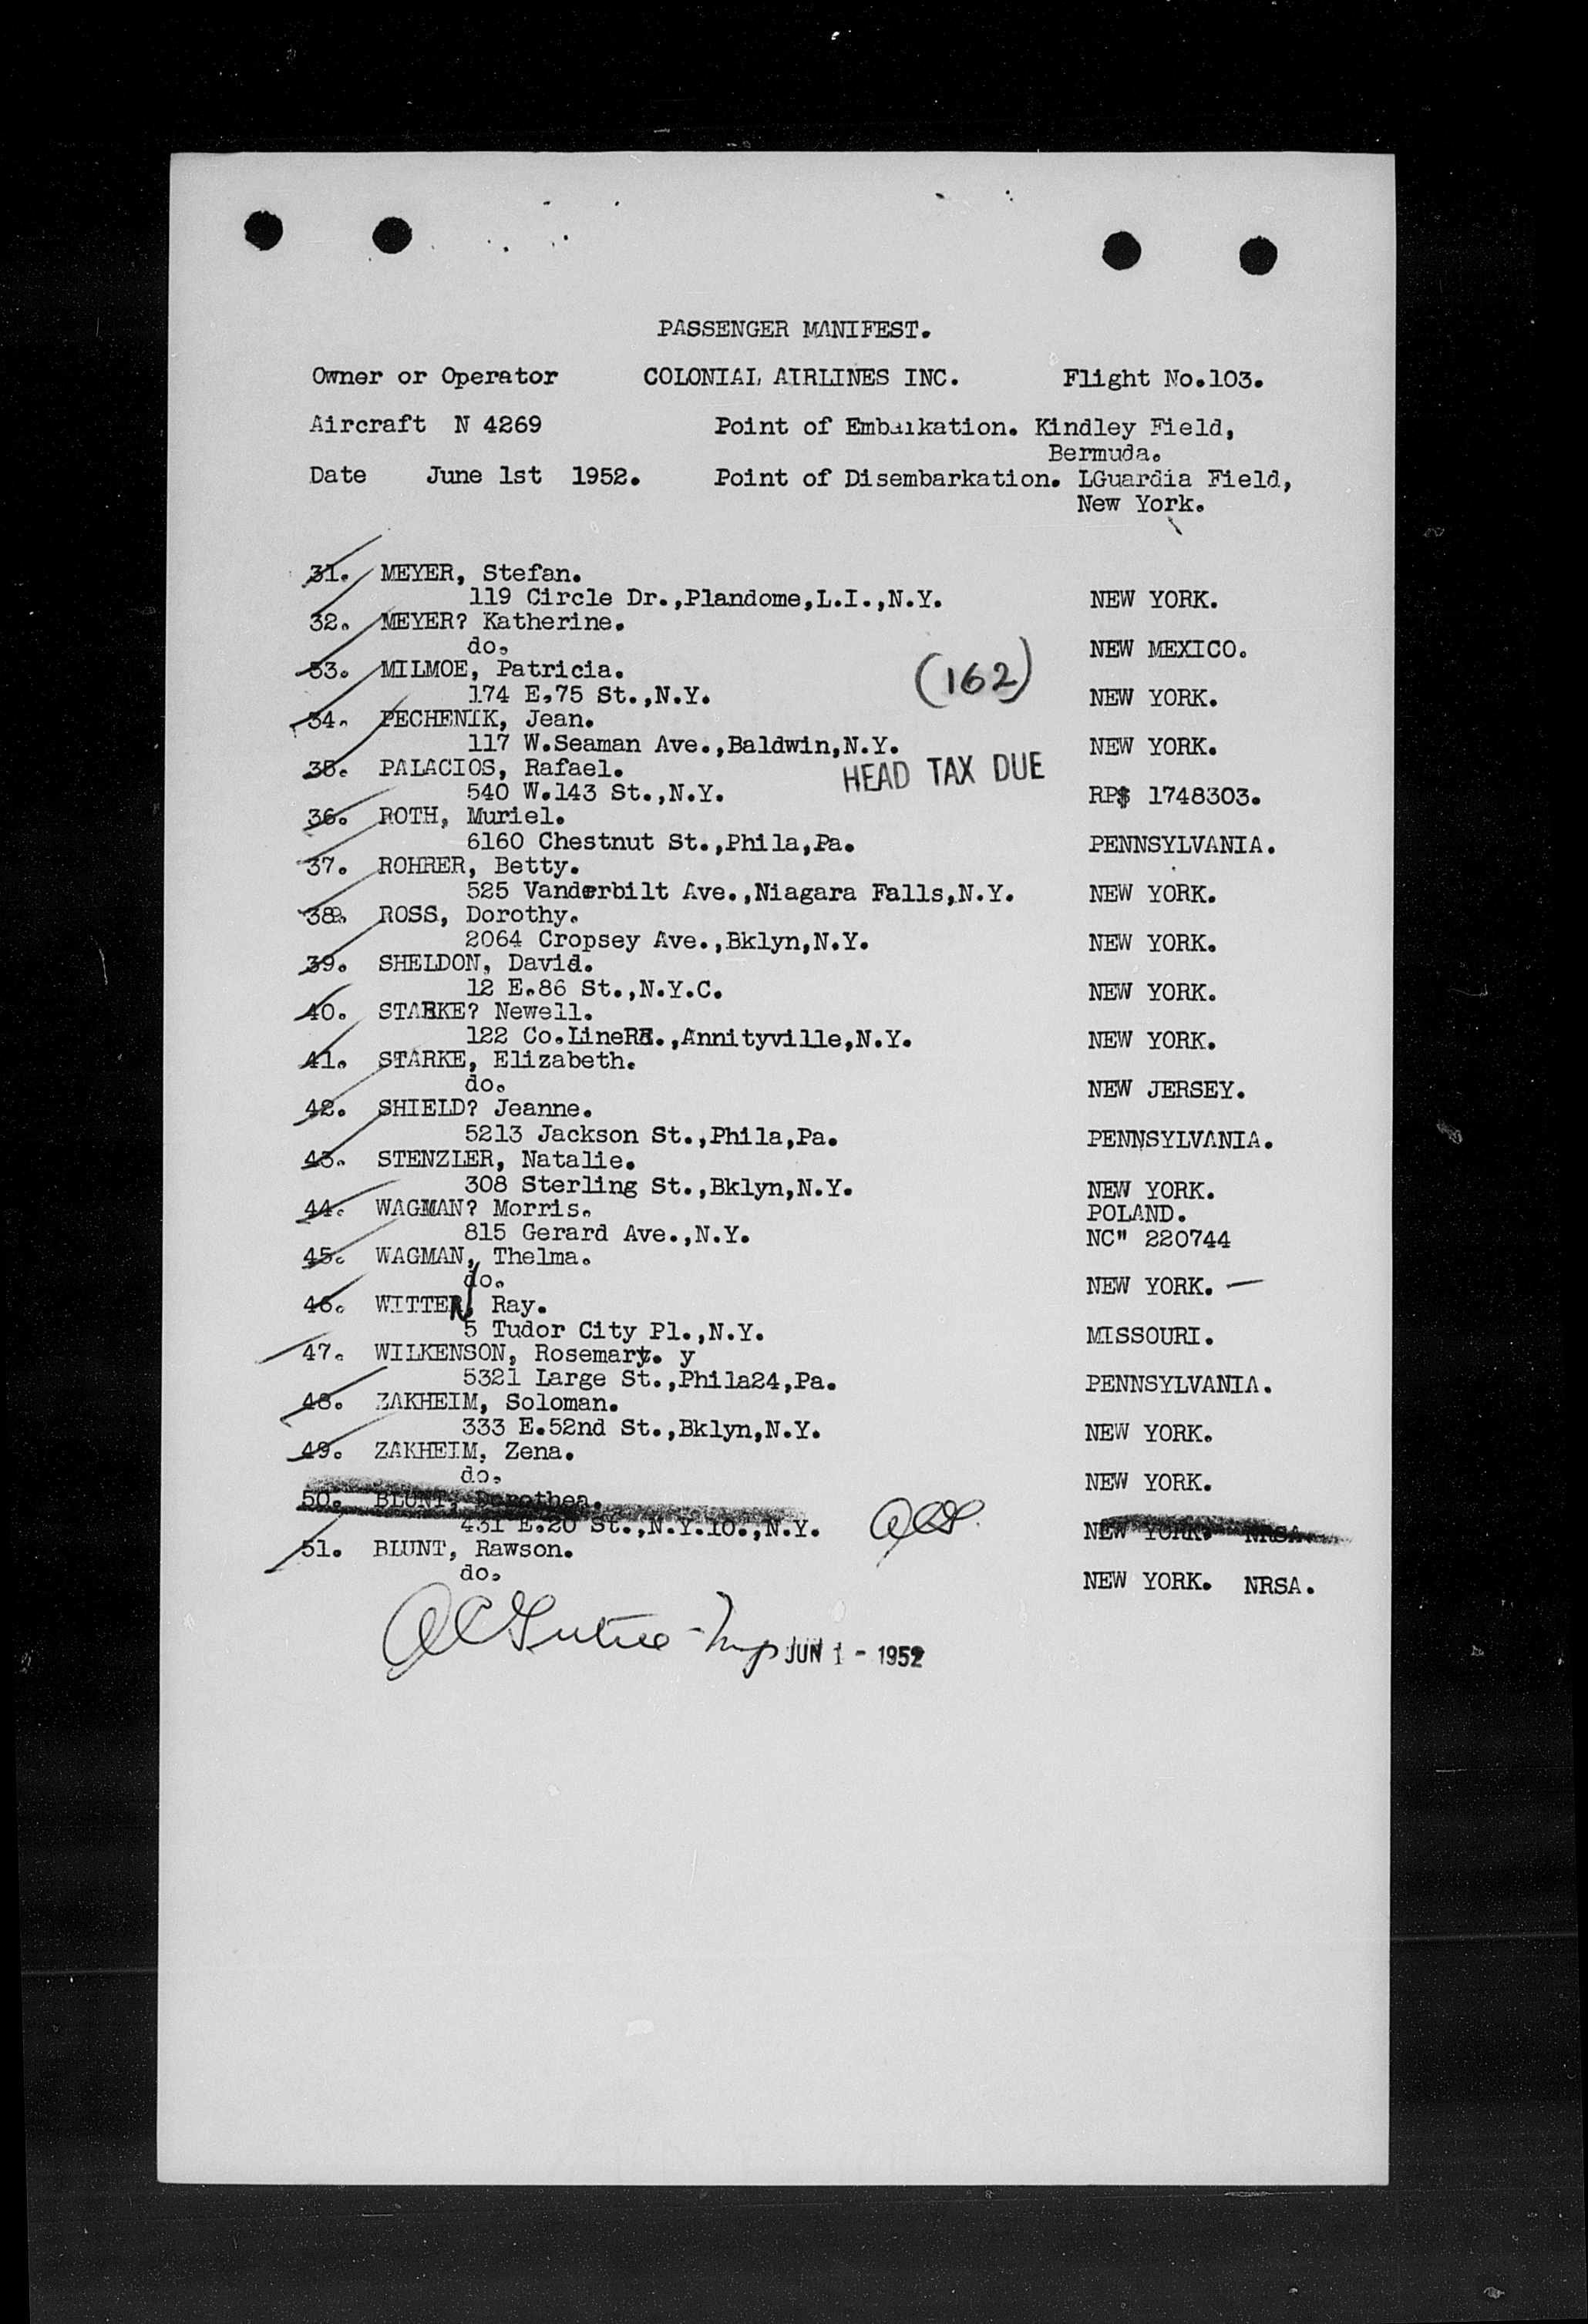 PASSENGER MANIFEST.
Owner or Operator COLONIAL AIRLINES INC. Flight No.103.
Aircraft N 4269 Point of Embarkation. Kindley Field,
Bermuda.
Date June 1st 1952. Point of Disembarkation. LGuardia Field,
New York.
31. MEYER, Stefan.
119 Circle Dr.,Plandome,L.I.,N.Y. NEW YORK.
32. MEYER? Katherine.
do. NEW MEXICO.
33. MILMOE, Patricia.
(162)
174 E.75 St.,N.Y. NEW YORK.
34. PECHENIK, Jean.
117 W.Seaman Ave.,Baldwin,N.Y. NEW YORK.
35. PALACIOS, Rafael.
HEAD TAX DUE
540 W.143 St.,N.Y. RP$ 1748303.
36. ROTH, Muriel.
6160 Chestnut St.,Phila,Pa. PENNSYLVANIA.
37. ROHRER, Betty.
525 Vanderbilt Ave.,Niagara Falls,N.Y. NEW YORK.
38. ROSS, Dorothy.
2064 Cropsey Ave.,Bklyn,N.Y. NEW YORK.
39. SHELDON, David.
12 E.86 St.,N.Y.C. NEW YORK.
40. STARKE? Newell.
122 Co.LineRd.,Annityville,N.Y. NEW YORK.
41. STARKE, Elizabeth.
do. NEW JERSEY.
42. SHIELD? Jeanne.
5213 Jackson St.,Phila,Pa. PENNSYLVANIA.
43. STENZLER, Natalie.
308 Sterling St.,Bklyn,N.Y. NEW YORK.
44. WAGMAN? Morris. POLAND.
815 Gerard Ave.,N.Y. NC" 220744
45. WAGMAN, Thelma.
do. NEW YORK. —
46. WITTER, Ray.
5 Tudor City Pl.,N.Y. MISSOURI.
47. WILKENSON, Rosemary. y
5321 Large St.,Phila24,Pa. PENNSYLVANIA.
48. ZAKHEIM, Soloman.
333 E.52nd St.,Bklyn,N.Y. NEW YORK.
49. ZAKHEIM, Zena.
do. NEW YORK.
50. BLUNT, Dorothea.
431 E.20 St.,N.Y.10.,N.Y. NEW YORK. NRSA.
51. BLUNT, Rawson.
do. NEW YORK. NRSA.
JUN 1 - 1952